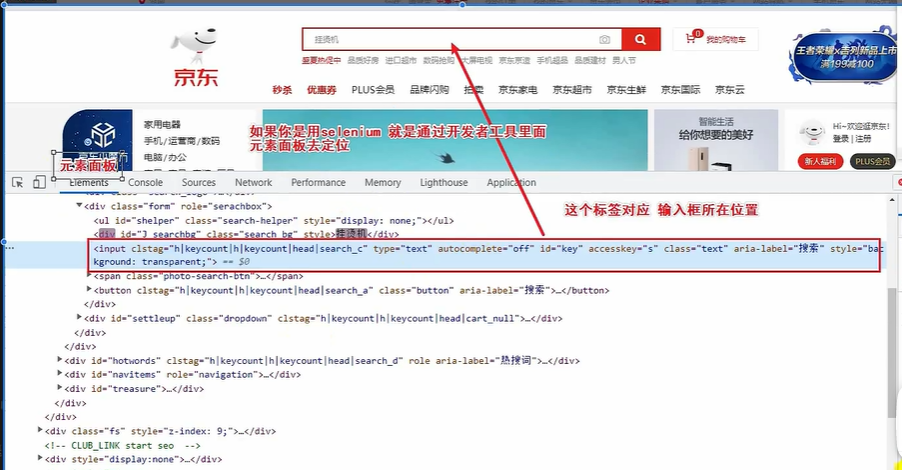 挂烫机
0
我的购物车
王者荣耀x吉列新品上市
满199减100
京东
盛夏热促中 品质好房 进口超市 数码抢购 大屏电视 京东京造 手机超品 品质建材 男人节
秒杀 优惠券 PLUS会员 品牌闪购 拍卖 京东家电 京东超市 京东生鲜 京东国际 京东云
家用电器
手机/运营商/数码
电脑/办公
如果你是用selenium 就是通过开发者工具里面
元素面板去定位
智能生活
给你想要的美好
Hi~欢迎逛京东!
登录 | 注册
新人福利
PLUS会员
元素面板
Elements Console Sources Network Performance Memory Lighthouse Application
<div class="form" role="serachbox">
这个标签对应 输入框所在位置
<ul id="shelper" class="search-helper" style="display: none;"></ul>
<div id="J_searchbg" class="search_bg" style>挂烫机</div>
<input clstag="h|keycount|h|keycount|head|search_c" type="text" autocomplete="off" id="key" accesskey="s" class="text" aria-label="搜索" style="bac
kground: transparent;"> == $0
<span class="photo-search-btn">…</span>
<button clstag="h|keycount|h|keycount|head|search_a" class="button" aria-label="搜索">…</button>
</div>
<div id="settleup" class="dropdown" clstag="h|keycount|h|keycount|head|cart_null">…</div>
</div>
</div>
<div id="hotwords" clstag="h|keycount|h|keycount|head|search_d" role aria-label="热搜词">…</div>
<div id="navitems" role="navigation">…</div>
<div id="treasure">…</div>
</div>
</div>
<div class="fs" style="z-index: 9;">…</div>
<!-- CLUB_LINK start seo -->
<div style="display:none">…</div>